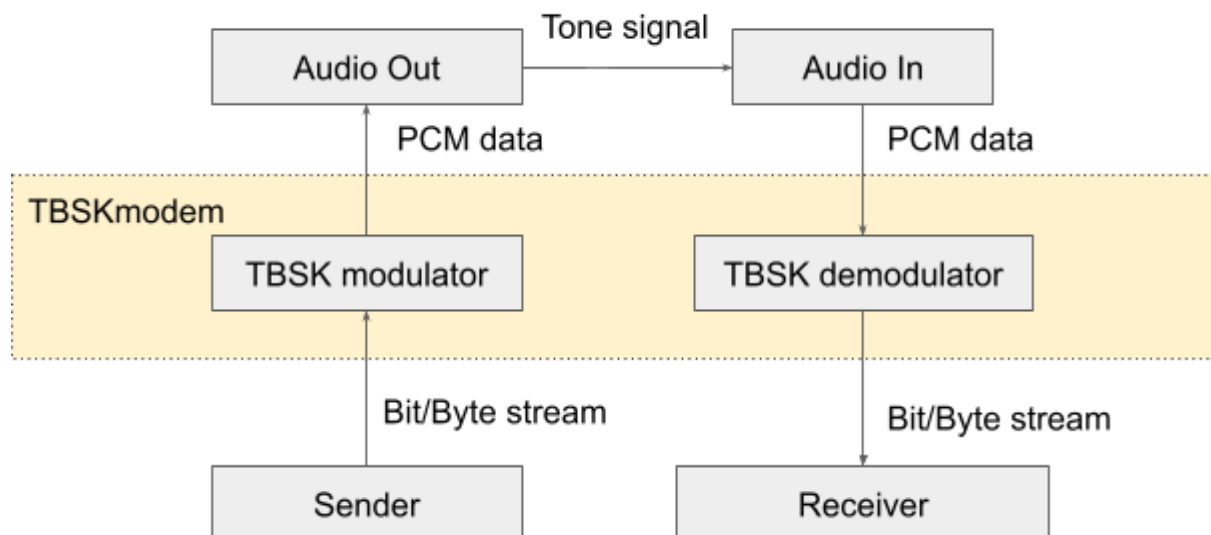 Tone signal
Audio Out
Audio In
PCM data
PCM data
TBSKmodem
TBSK modulator
TBSK demodulator
Bit/Byte stream
Bit/Byte stream
Sender
Receiver